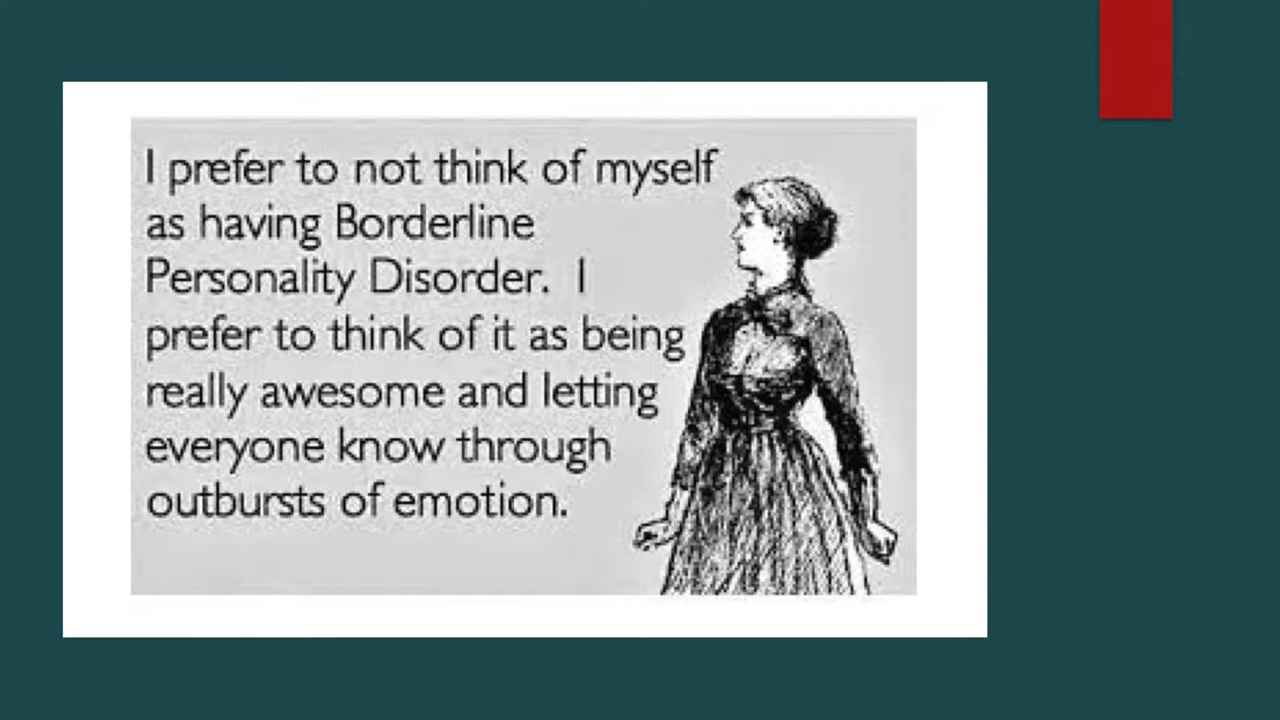 I prefer to not think of myself
as having Borderline
Personality Disorder.  I
prefer to think of it as being
really awesome and letting
everyone know through
outbursts of emotion.